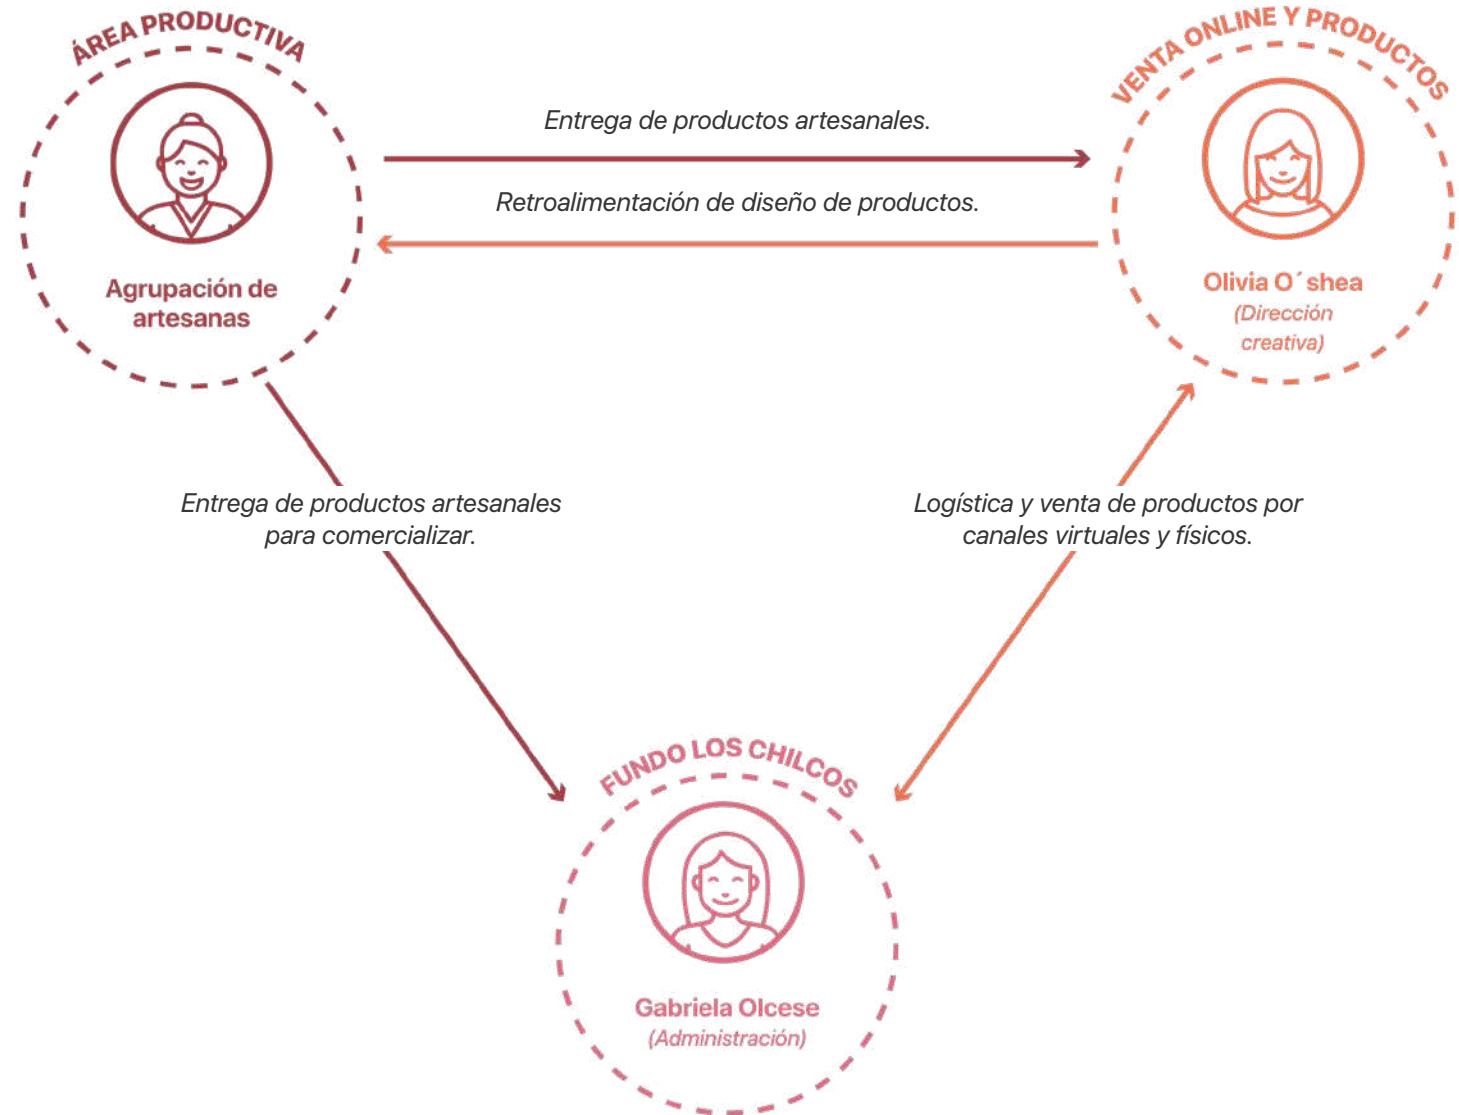 ÁREA PRODUCTIVA
VENTA ONLINE Y PRODUCTOS
Entrega de productos artesanales.
Retroalimentación de diseño de productos.
Agrupación de
artesanas
Olivia O´shea
(Dirección
creativa)
Entrega de productos artesanales
para comercializar.
Logística y venta de productos por
canales virtuales y físicos.
FUNDO LOS CHILCOS
Gabriela Olcese
(Administración)